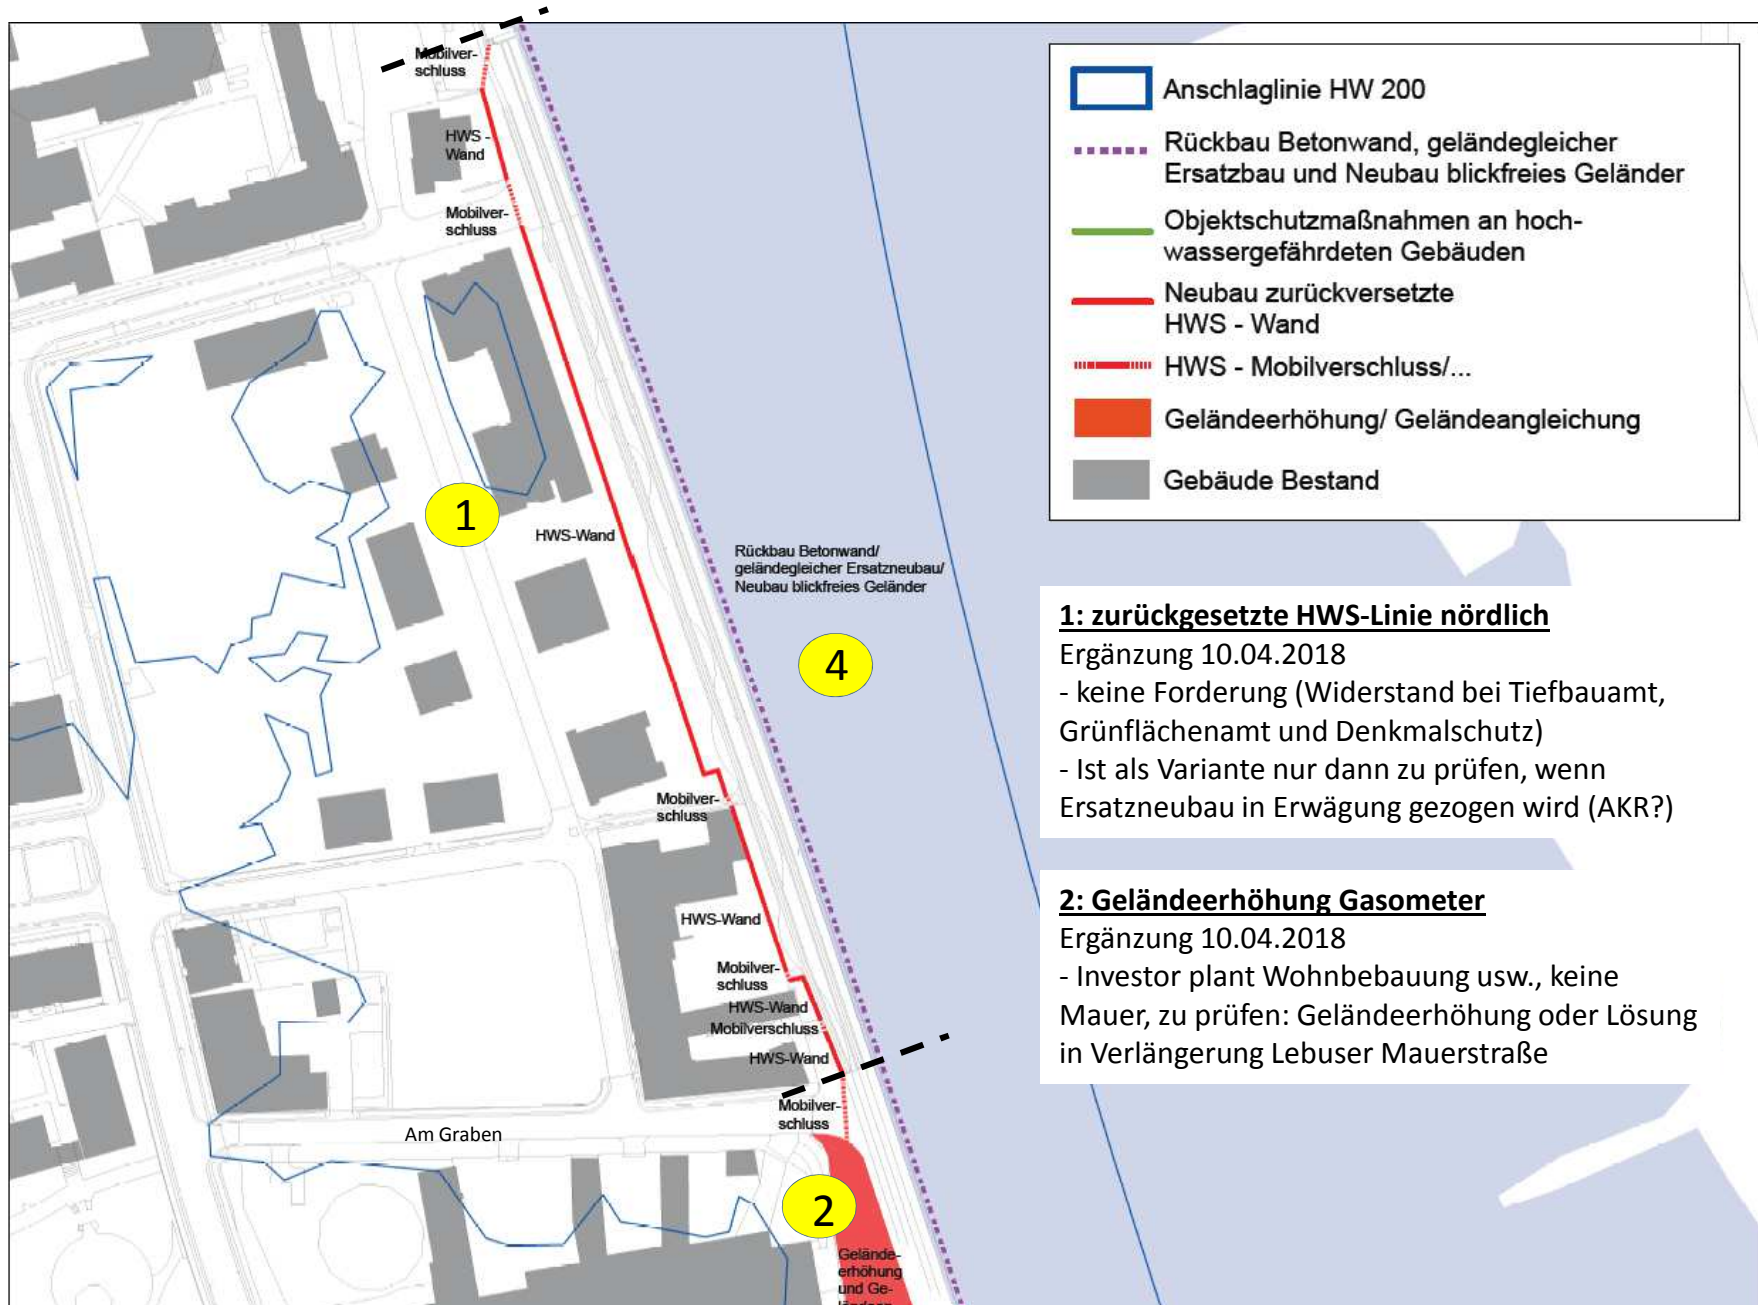 Mobilver-
schluss
HWS -
Wand
Mobilver-
schluss
1
HWS-Wand
Rückbau Betonwand/
geländegleicher Ersatzneubau/
Neubau blickfreies Geländer
4
Mobilver-
schluss
HWS-Wand
Mobilver-
schluss
HWS-Wand
Mobilverschluss
HWS-Wand
Mobilver-
schluss
Am Graben
2
Gelände-
erhöhung
und Ge-
Anschlaglinie HW 200
Rückbau Betonwand, geländegleicher
Ersatzbau und Neubau blickfreies Geländer
Objektschutzmaßnahmen an hoch-
wassergefährdeten Gebäuden
Neubau zurückversetzte
HWS - Wand
HWS - Mobilverschluss/...
Geländeerhöhung/ Geländeangleichung
Gebäude Bestand
1: zurückgesetzte HWS-Linie nördlich
Ergänzung 10.04.2018
- keine Forderung (Widerstand bei Tiefbauamt,
Grünflächenamt und Denkmalschutz)
- Ist als Variante nur dann zu prüfen, wenn
Ersatzneubau in Erwägung gezogen wird (AKR?)
2: Geländeerhöhung Gasometer
Ergänzung 10.04.2018
- Investor plant Wohnbebauung usw., keine
Mauer, zu prüfen: Geländeerhöhung oder Lösung
in Verlängerung Lebuser Mauerstraße